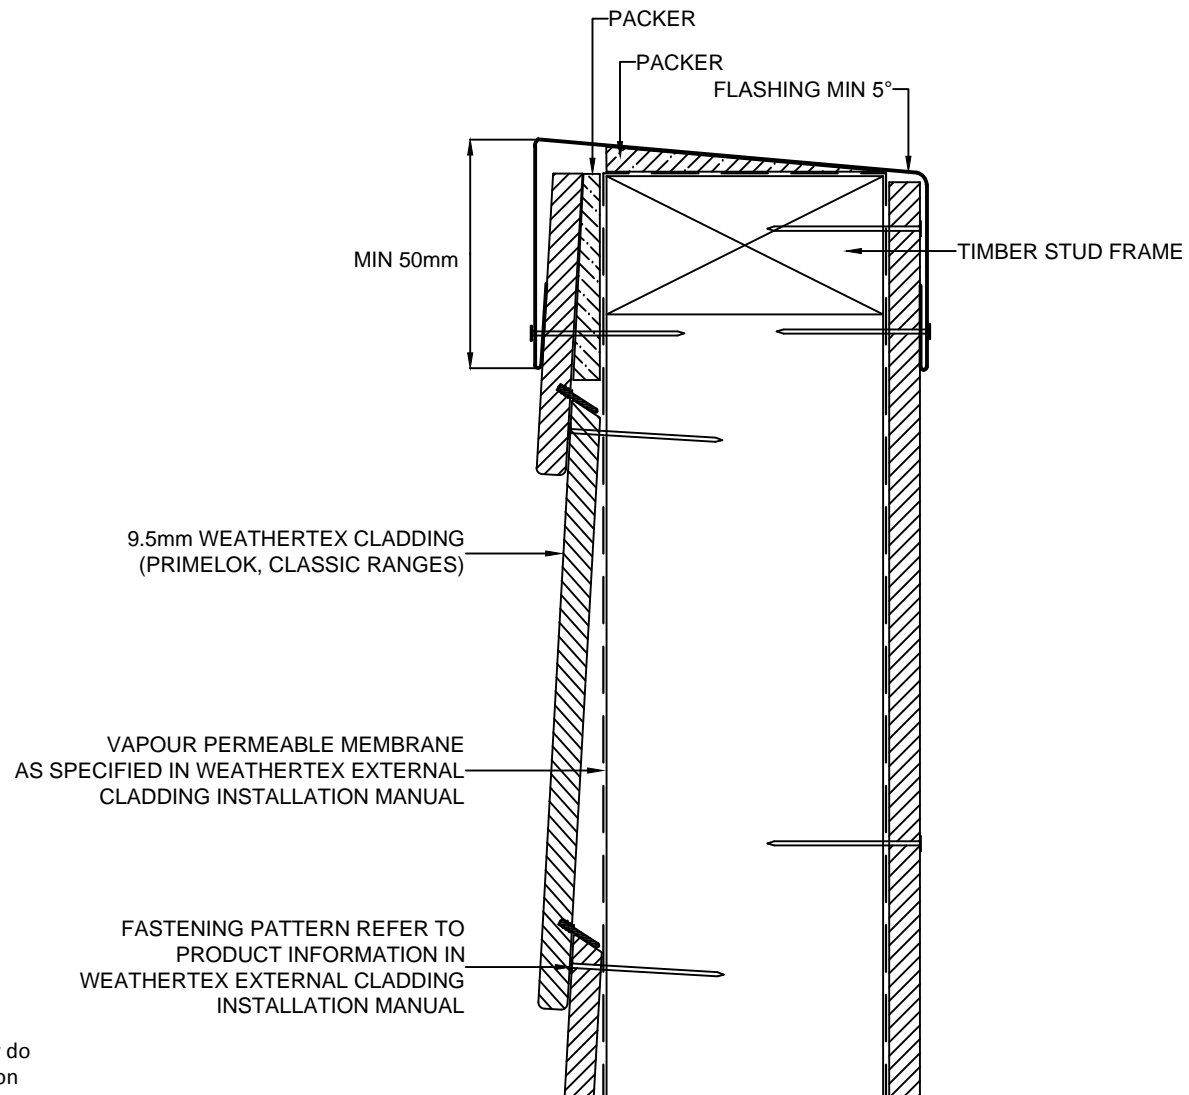 PACKER
PACKER
FLASHING MIN 5°
MIN 50mm
TIMBER STUD FRAME
9.5mm WEATHERTEX CLADDING
(PRIMELOK, CLASSIC RANGES)
VAPOUR PERMEABLE MEMBRANE
AS SPECIFIED IN WEATHERTEX EXTERNAL
CLADDING INSTALLATION MANUAL
FASTENING PATTERN REFER TO
PRODUCT INFORMATION IN
WEATHERTEX EXTERNAL CLADDING
INSTALLATION MANUAL
do